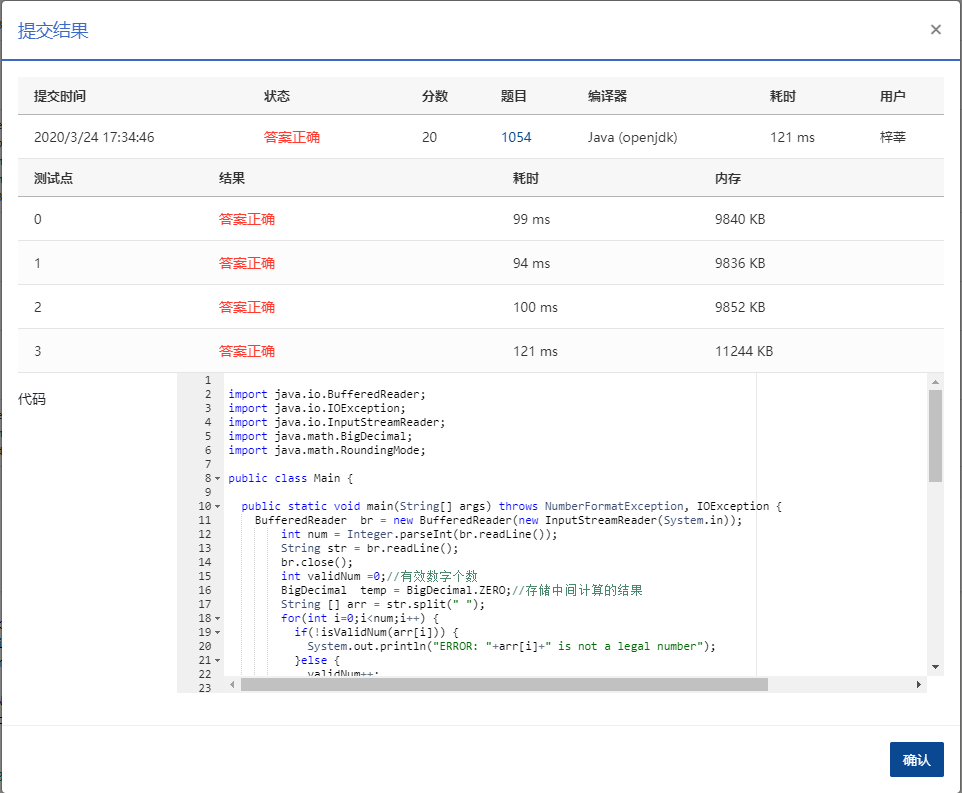 提交结果 ×
提交时间 状态 分数 题目 编译器 耗时 用户
2020/3/24 17:34:46 答案正确 20 1054 Java (openjdk) 121 ms 梓莘
测试点 结果 耗时 内存
0 答案正确 99 ms 9840 KB
1 答案正确 94 ms 9836 KB
2 答案正确 100 ms 9852 KB
3 答案正确 121 ms 11244 KB
代码
1
2 import java.io.BufferedReader;
3 import java.io.IOException;
4 import java.io.InputStreamReader;
5 import java.math.BigDecimal;
6 import java.math.RoundingMode;
7
8 public class Main {
9
10 public static void main(String[] args) throws NumberFormatException, IOException {
11 BufferedReader br = new BufferedReader(new InputStreamReader(System.in));
12 int num = Integer.parseInt(br.readLine());
13 String str = br.readLine();
14 br.close();
15 int validNum =0;//有效数字个数
16 BigDecimal temp = BigDecimal.ZERO;//存储中间计算的结果
17 String [] arr = str.split(" ");
18 for(int i=0;i<num;i++) {
19 if(!isValidNum(arr[i])) {
20 System.out.println("ERROR: "+arr[i]+" is not a legal number");
21 }else {
22 validNum++;
23
确认